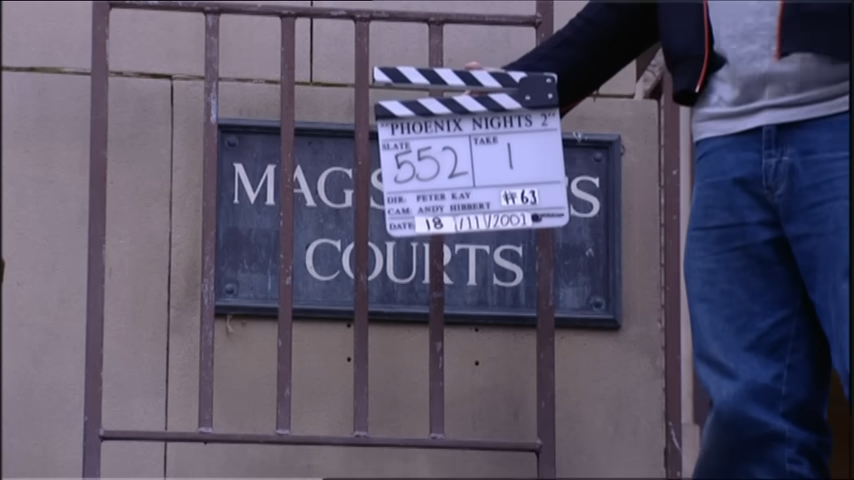 "PHOENIX NIGHTS 2"
SLATE TAKE
552 1
DIR: PETER KAY #63
CAM: ANDY HIBBERT
DATE: 18/11/2001
COURTS